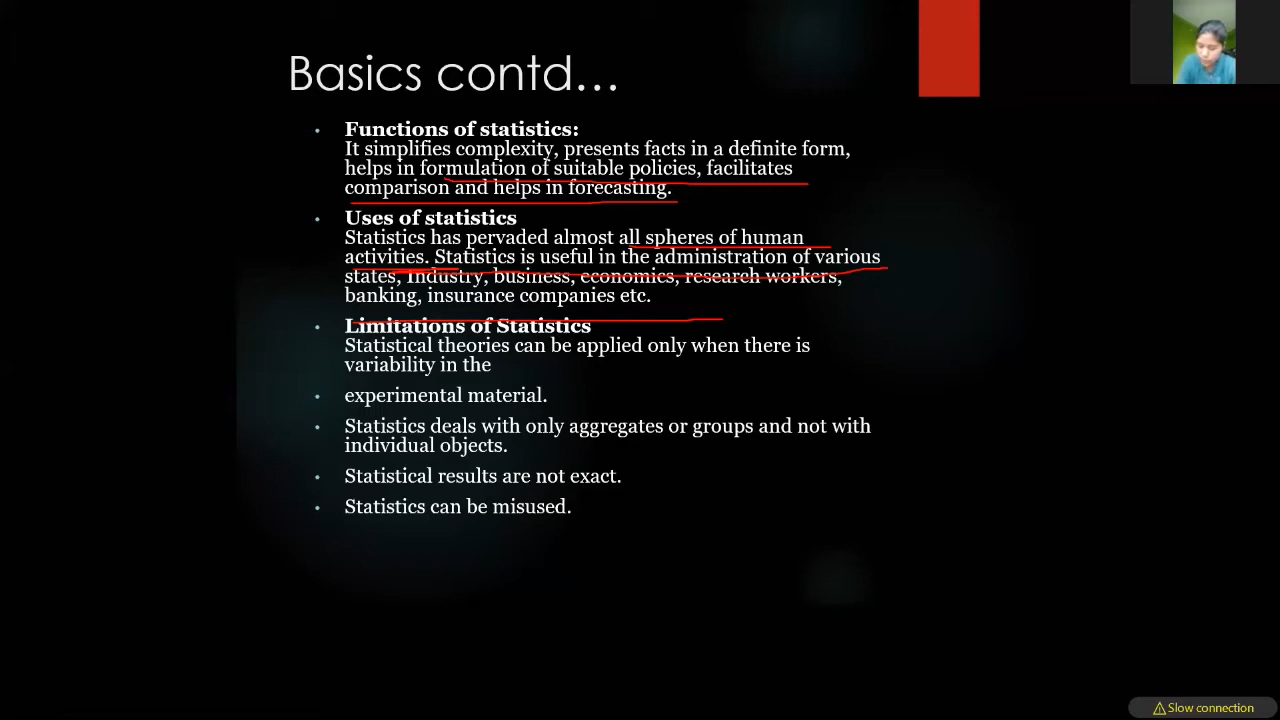 Basics contd...
• Functions of statistics:
It simplifies complexity, presents facts in a definite form,
helps in formulation of suitable policies, facilitates
comparison and helps in forecasting.
• Uses of statistics
Statistics has pervaded almost all spheres of human
activities. Statistics is useful in the administration of various
states, Industry, business, economics, research workers,
banking, insurance companies etc.
• Limitations of Statistics
Statistical theories can be applied only when there is
variability in the
• experimental material.
• Statistics deals with only aggregates or groups and not with
individual objects.
• Statistical results are not exact.
• Statistics can be misused.
Slow connection